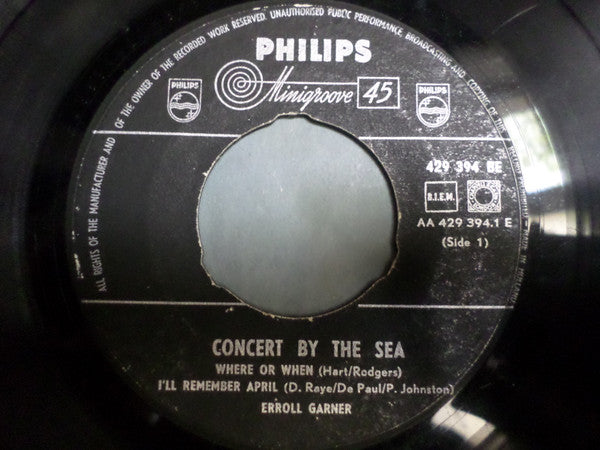 ALL RIGHTS OF THE MANUFACTURER AND OF THE OWNER OF THE RECORDED WORK RESERVED. UNAUTHORISED PUBLIC PERFORMANCE, BROADCASTING AND COPYING OF
PHILIPS
Minigroove 45
PHILIPS
PHILIPS
429 394 BE
B.I.E.M.
AA 429 394.1 E
(Side 1)
CONCERT BY THE SEA
WHERE OR WHEN (Hart/Rodgers)
I'LL REMEMBER APRIL (D. Raye/De Paul/P. Johnston)
ERROLL GARNER